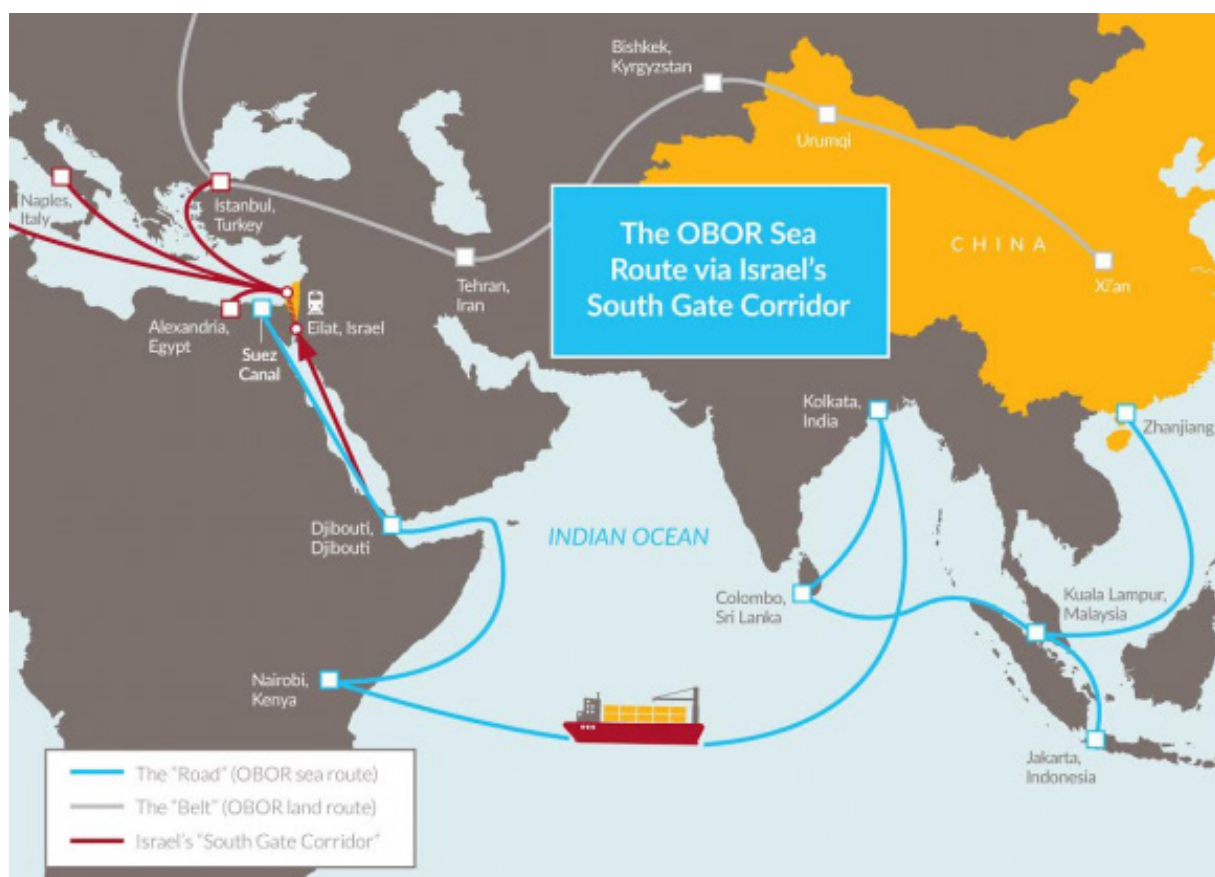 Bishkek,
Kyrgyzstan
Urumqi
Naples,
Italy
Istanbul,
Turkey
The OBOR Sea
Route via Israel's
South Gate Corridor
CHINA
Tehran,
Iran
Xi'an
Alexandria,
Egypt
Eilat, Israel
Suez
Canal
Kolkata,
India
Zhanjiang
Djibouti,
Djibouti
INDIAN OCEAN
Colombo,
Sri Lanka
Kuala Lampur,
Malaysia
Nairobi,
Kenya
Jakarta,
Indonesia
The "Road" (OBOR sea route)
The "Belt" (OBOR land route)
Israel's "South Gate Corridor"